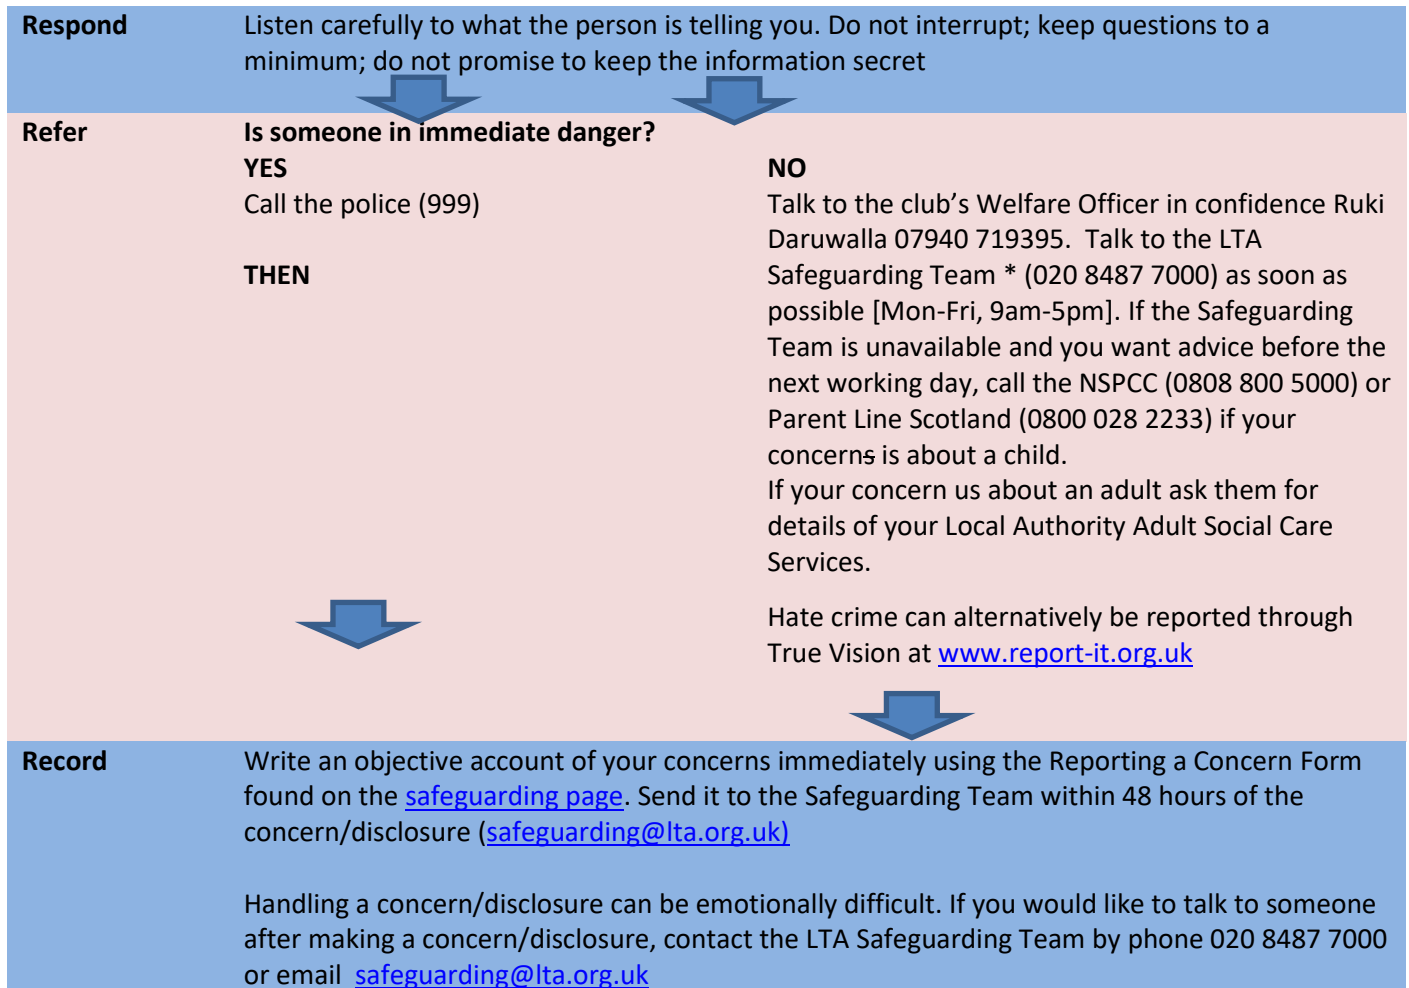 Respond
Listen carefully to what the person is telling you. Do not interrupt; keep questions to a
minimum; do not promise to keep the information secret
Refer
Is someone in immediate danger?
YES
Call the police (999)
THEN
NO
Talk to the club’s Welfare Officer in confidence Ruki
Daruwalla 07940 719395.  Talk to the LTA
Safeguarding Team * (020 8487 7000) as soon as
possible [Mon-Fri, 9am-5pm]. If the Safeguarding
Team is unavailable and you want advice before the
next working day, call the NSPCC (0808 800 5000) or
Parent Line Scotland (0800 028 2233) if your
concerns is about a child.
If your concern us about an adult ask them for
details of your Local Authority Adult Social Care
Services.
Hate crime can alternatively be reported through
True Vision at www.report-it.org.uk
Record
Write an objective account of your concerns immediately using the Reporting a Concern Form
found on the safeguarding page. Send it to the Safeguarding Team within 48 hours of the
concern/disclosure (safeguarding@lta.org.uk)
Handling a concern/disclosure can be emotionally difficult. If you would like to talk to someone
after making a concern/disclosure, contact the LTA Safeguarding Team by phone 020 8487 7000
or email  safeguarding@lta.org.uk